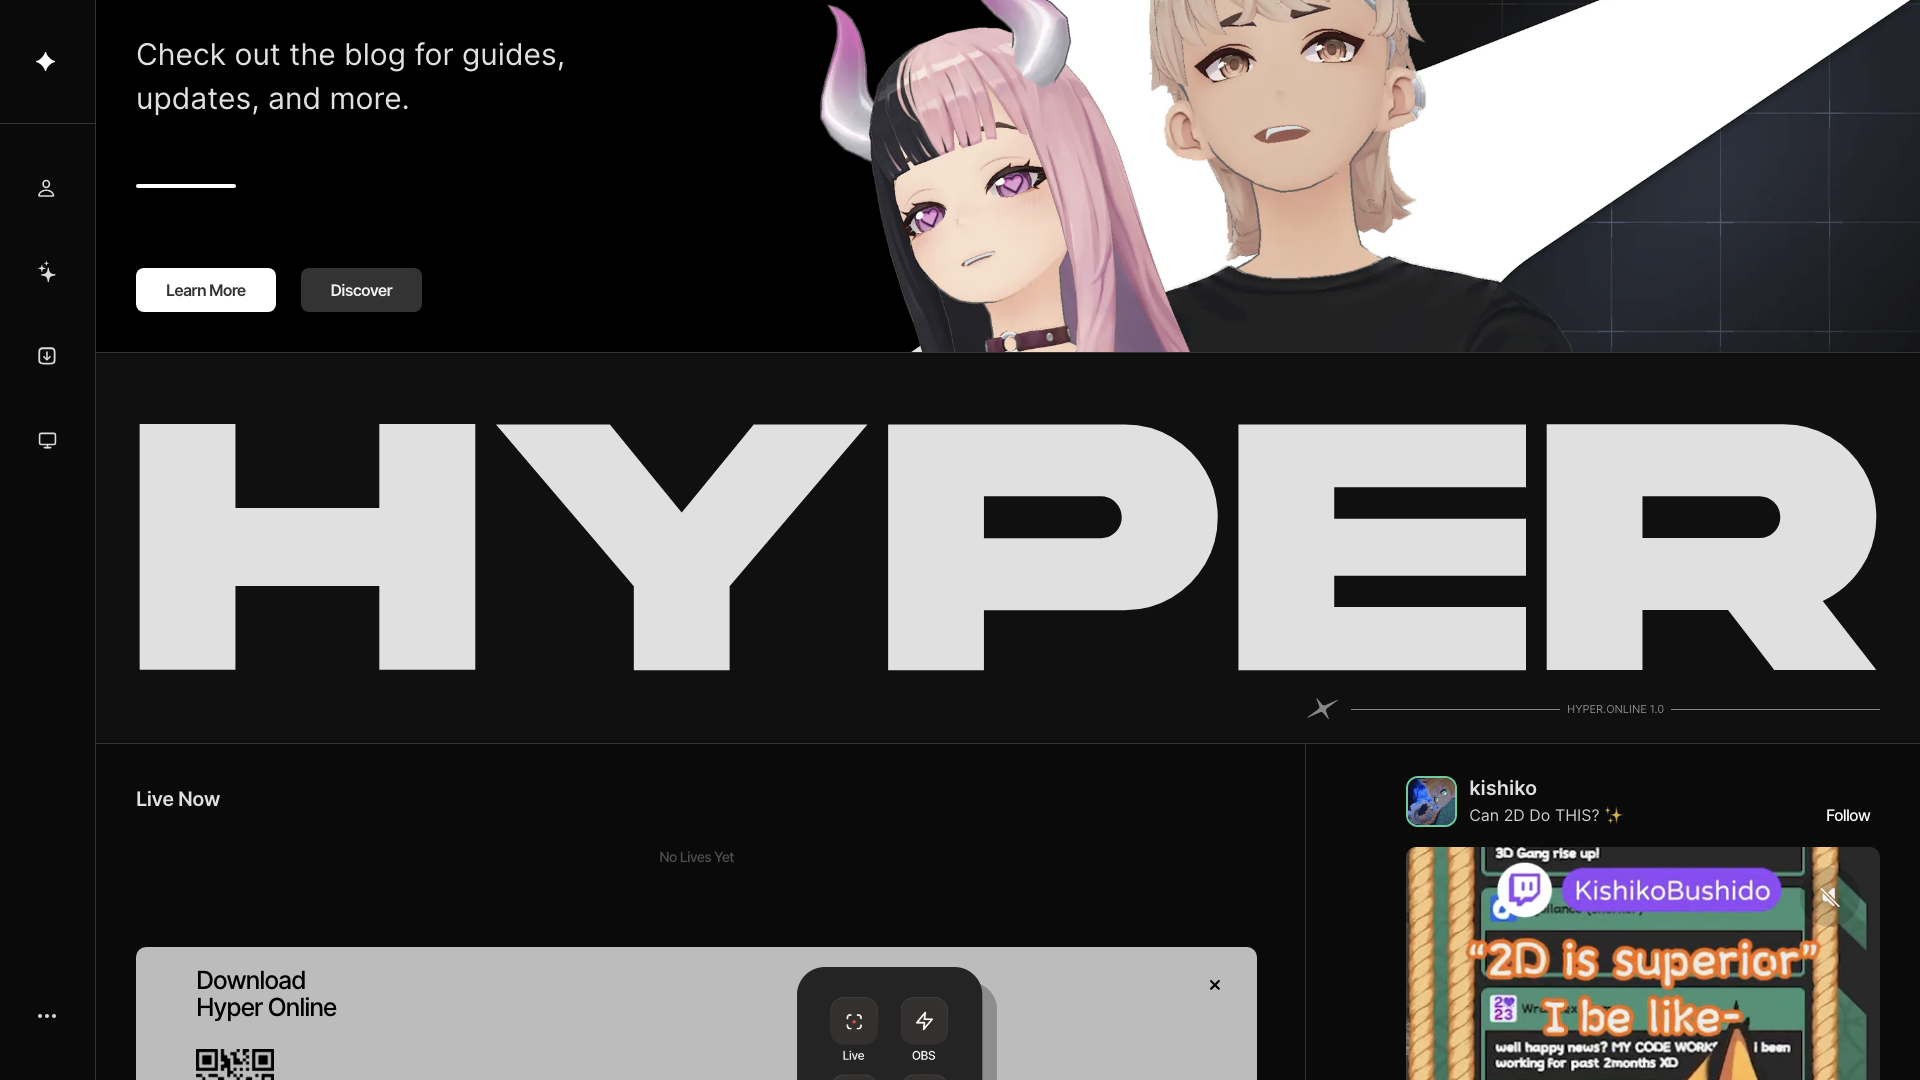 Check out the blog for guides,
updates, and more.
Learn More
Discover
HYPER
HYPER.ONLINE 1.0
Live Now
No Lives Yet
Download
Hyper Online
Live
OBS
kishiko
Can 2D Do THIS? ✨
Follow
3D Gang rise up!
KishikoBushido
“2D is superior”
I be like-
well happy news? MY CODE WORK
I been
working for past 2months XD